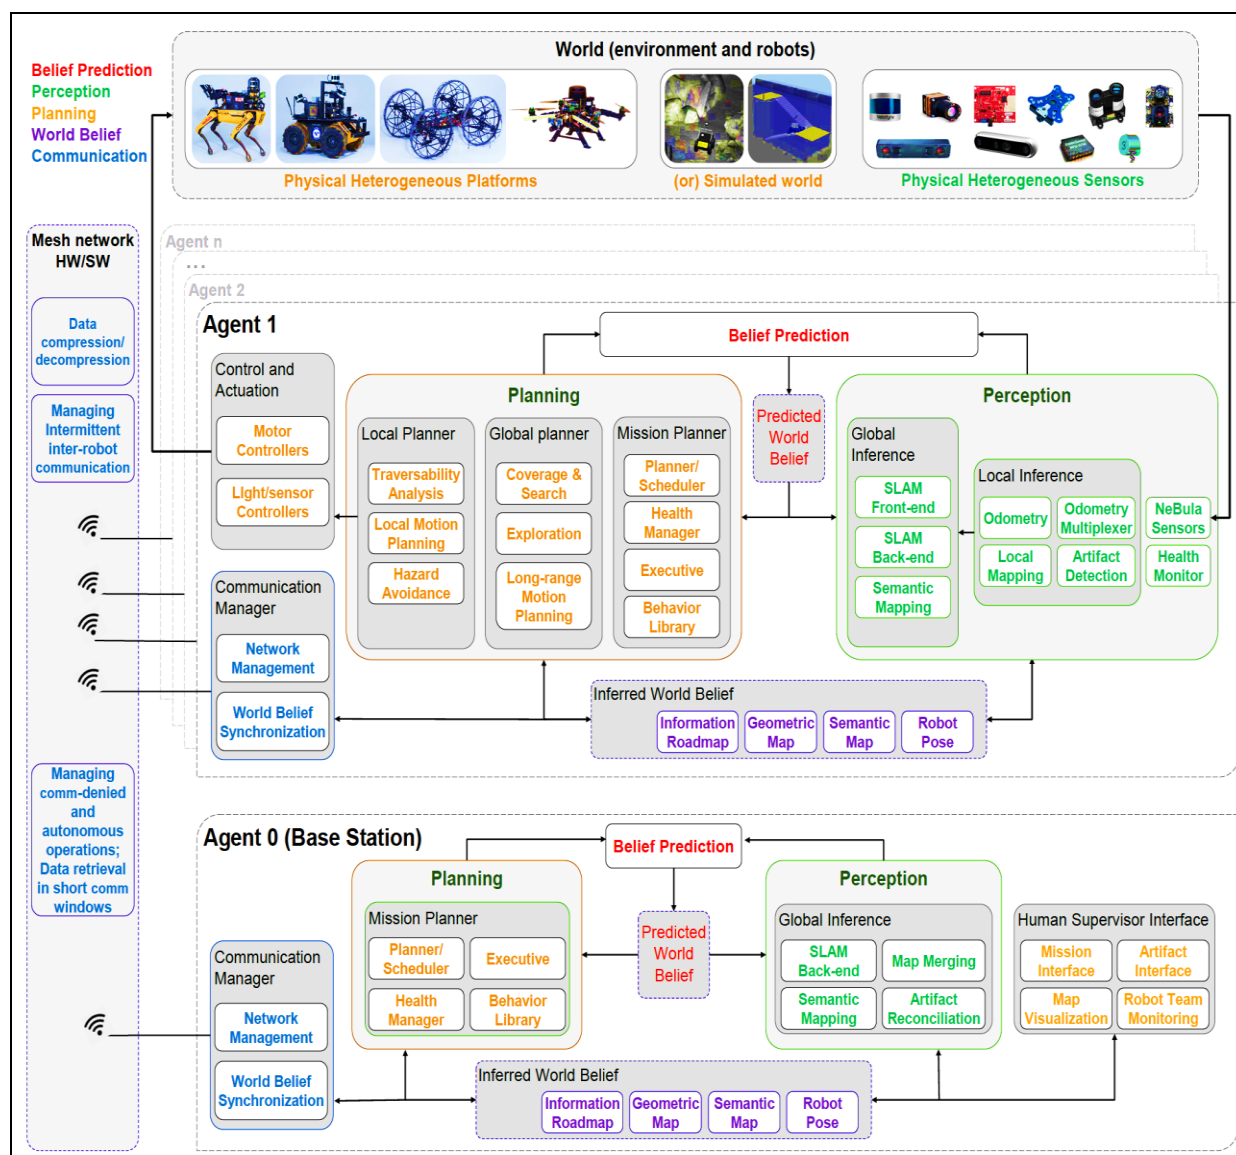 World (environment and robots)
Belief Prediction
Perception
Planning
World Belief
Communication
Physical Heterogeneous Platforms
(or) Simulated world
Physical Heterogeneous Sensors
Mesh network
HW/SW
Data
compression/
decompression
Managing
Intermittent
inter-robot
communication
Managing
comm-denied
and
autonomous
operations;
Data retrieval
in short comm
windows
Agent n
...
Agent 2
Agent 1
Belief Prediction
Control and
Actuation
Motor
Controllers
LIght/sensor
Controllers
Communication
Manager
Network
Management
World Belief
Synchronization
Planning
Local Planner
Traversability
Analysis
Local Motion
Planning
Hazard
Avoidance
Global planner
Coverage &
Search
Exploration
Long-range
Motion
Planning
Mission Planner
Planner/
Scheduler
Health
Manager
Executive
Behavior
Library
Predicted
World
Belief
Perception
Global
Inference
SLAM
Front-end
SLAM
Back-end
Semantic
Mapping
Local Inference
Odometry
Odometry
Multiplexer
Local
Mapping
Artifact
Detection
NeBula
Sensors
Health
Monitor
Inferred World Belief
Information
Roadmap
Geometric
Map
Semantic
Map
Robot
Pose
Agent 0 (Base Station)
Belief Prediction
Communication
Manager
Network
Management
World Belief
Synchronization
Planning
Mission Planner
Planner/
Scheduler
Executive
Health
Manager
Behavior
Library
Predicted
World
Belief
Perception
Global Inference
SLAM
Back-end
Map Merging
Semantic
Mapping
Artifact
Reconciliation
Human Supervisor Interface
Mission
Interface
Artifact
Interface
Map
Visualization
Robot Team
Monitoring
Inferred World Belief
Information
Roadmap
Geometric
Map
Semantic
Map
Robot
Pose